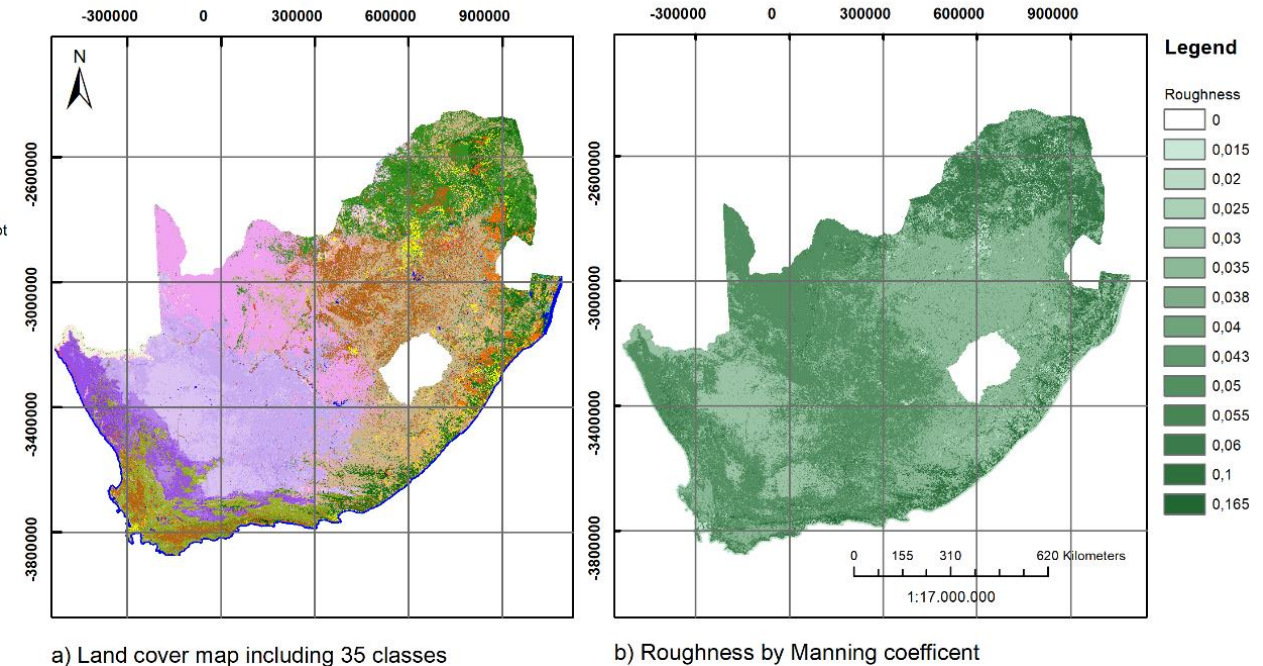 -300000 0 300000 600000 900000
-300000 0 300000 600000 900000
N
-2600000
-3000000
-3400000
-3800000
-2600000
-3000000
-3400000
-3800000
ot
Legend
Roughness
0
0,015
0,02
0,025
0,03
0,035
0,038
0,04
0,043
0,05
0,055
0,06
0,1
0,165
0 155 310 620 Kilometers
1:17.000.000
a) Land cover map including 35 classes
b) Roughness by Manning coefficent